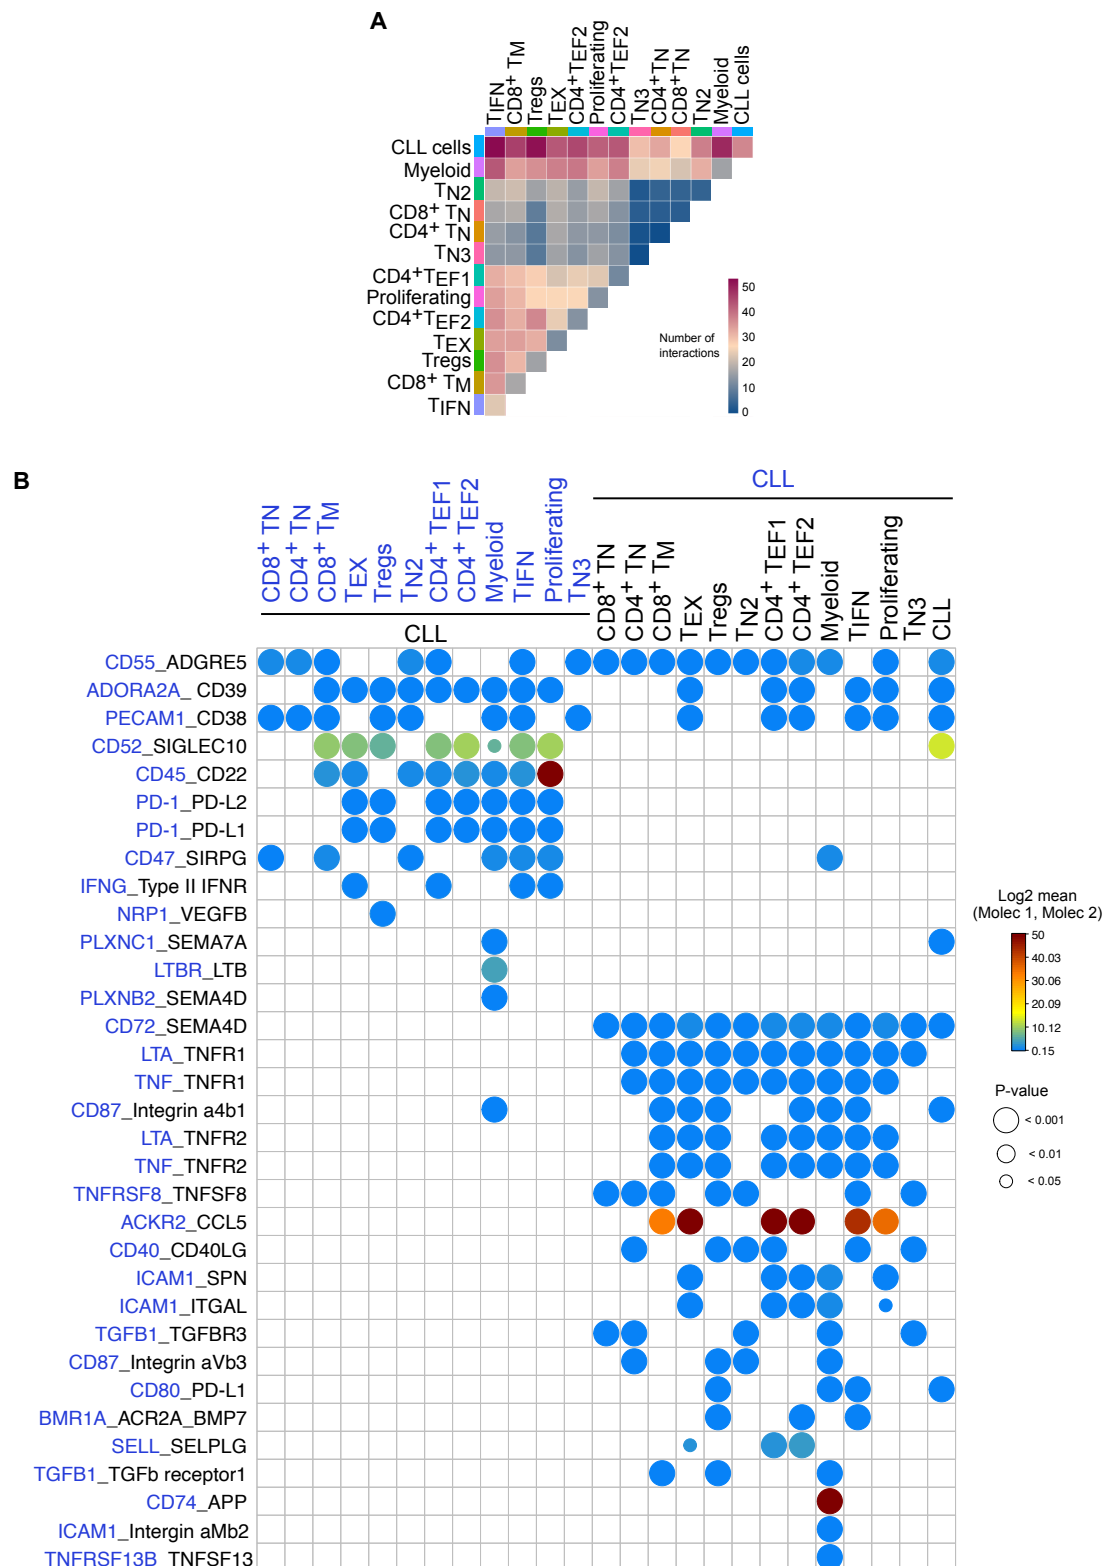 A
TIFN
CD8+ TM
Tregs
TEX
CD4+TEF2
Proliferating
CD4+TEF2
TN3
CD4+TN
CD8+TN
TN2
Myeloid
CLL cells
CLL cells
Myeloid
TN2
CD8+ TN
CD4+ TN
TN3
CD4+TEF1
Proliferating
CD4+TEF2
TEX
Tregs
CD8+ TM
TIFN
Number of
interactions
50
40
30
20
10
0
B
CLL
CD8+ TN
CD4+ TN
CD8+ TM
TEX
Tregs
TN2
CD4+ TEF1
CD4+ TEF2
Myeloid
TIFN
Proliferating
TN3
CLL
CD8+ TN
CD4+ TN
CD8+ TM
TEX
Tregs
TN2
CD4+ TEF1
CD4+ TEF2
Myeloid
TIFN
Proliferating
TN3
CLL
CD55_ADGRE5
ADORA2A_ CD39
PECAM1_CD38
CD52_SIGLEC10
CD45_CD22
PD-1_PD-L2
PD-1_PD-L1
CD47_SIRPG
IFNG_Type II IFNR
NRP1_VEGFB
PLXNC1_SEMA7A
LTBR_LTB
PLXNB2_SEMA4D
CD72_SEMA4D
LTA_TNFR1
TNF_TNFR1
CD87_Integrin a4b1
LTA_TNFR2
TNF_TNFR2
TNFRSF8_TNFSF8
ACKR2_CCL5
CD40_CD40LG
ICAM1_SPN
ICAM1_ITGAL
TGFB1_TGFBR3
CD87_Integrin aVb3
CD80_PD-L1
BMR1A_ACR2A_BMP7
SELL_SELPLG
TGFB1_TGFb receptor1
CD74_APP
ICAM1_Intergin aMb2
TNFRSF13B_TNFSF13
Log2 mean
(Molec 1, Molec 2)
50
40.03
30.06
20.09
10.12
0.15
P-value
< 0.001
< 0.01
< 0.05